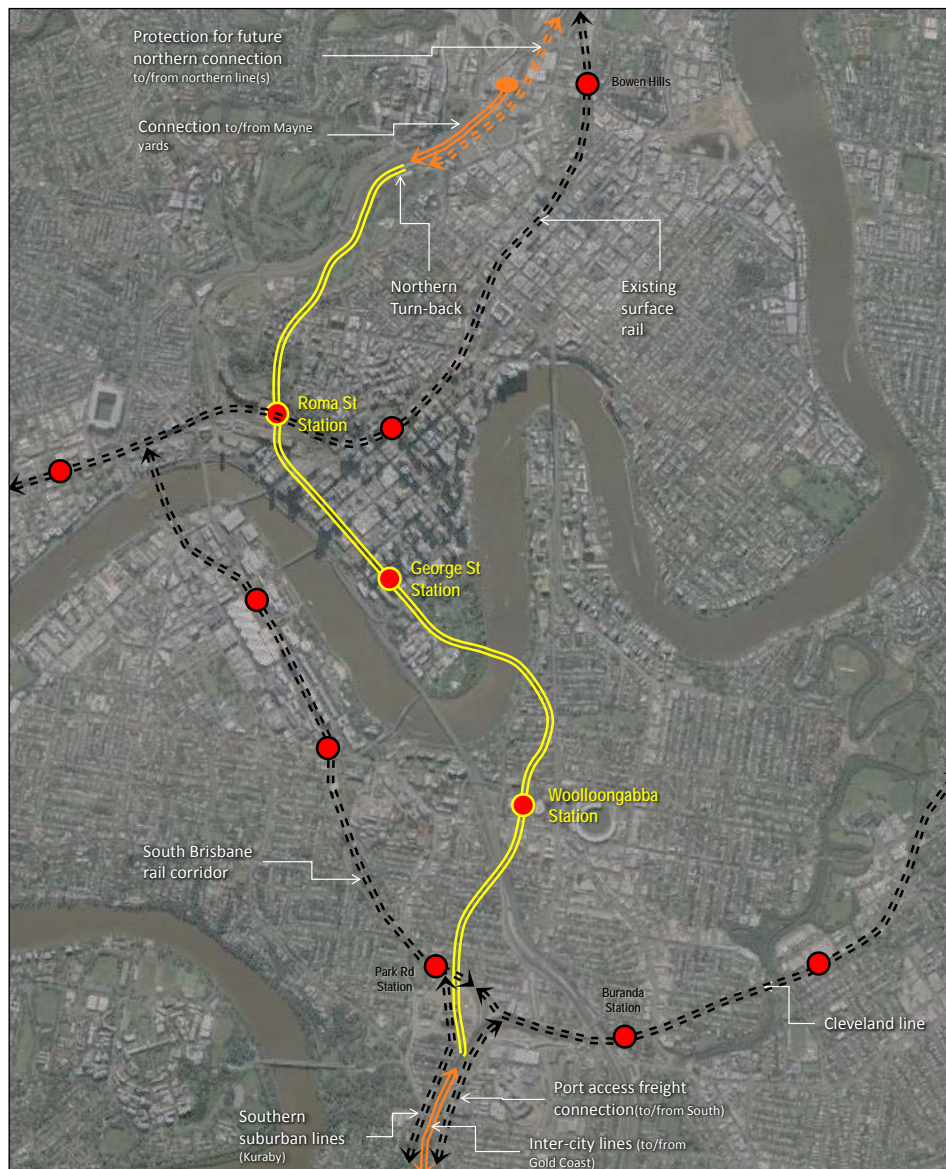 Protection for future
northern connection
to/from northern line(s)
Bowen Hills
Connection to/from Mayne
yards
Northern
Turn-back
Existing
surface
rail
Roma St
Station
George St
Station
Woolloongabba
Station
South Brisbane
rail corridor
Park Rd
Station
Buranda
Station
Cleveland line
Southern
suburban lines
(Kuraby)
Port access freight
connection(to/from South)
Inter-city lines (to/from
Gold Coast)